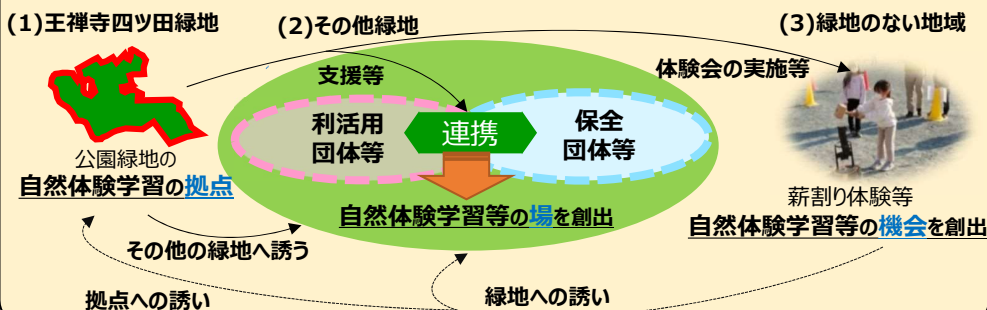 (1)王禅寺四ツ田緑地
(2)その他緑地
(3)緑地のない地域
支援等
体験会の実施等
利活用
団体等
連携
保全
団体等
公園緑地の
自然体験学習の拠点
自然体験学習等の場を創出
薪割り体験等
自然体験学習等の機会を創出
その他の緑地へ誘う
拠点への誘い
緑地への誘い